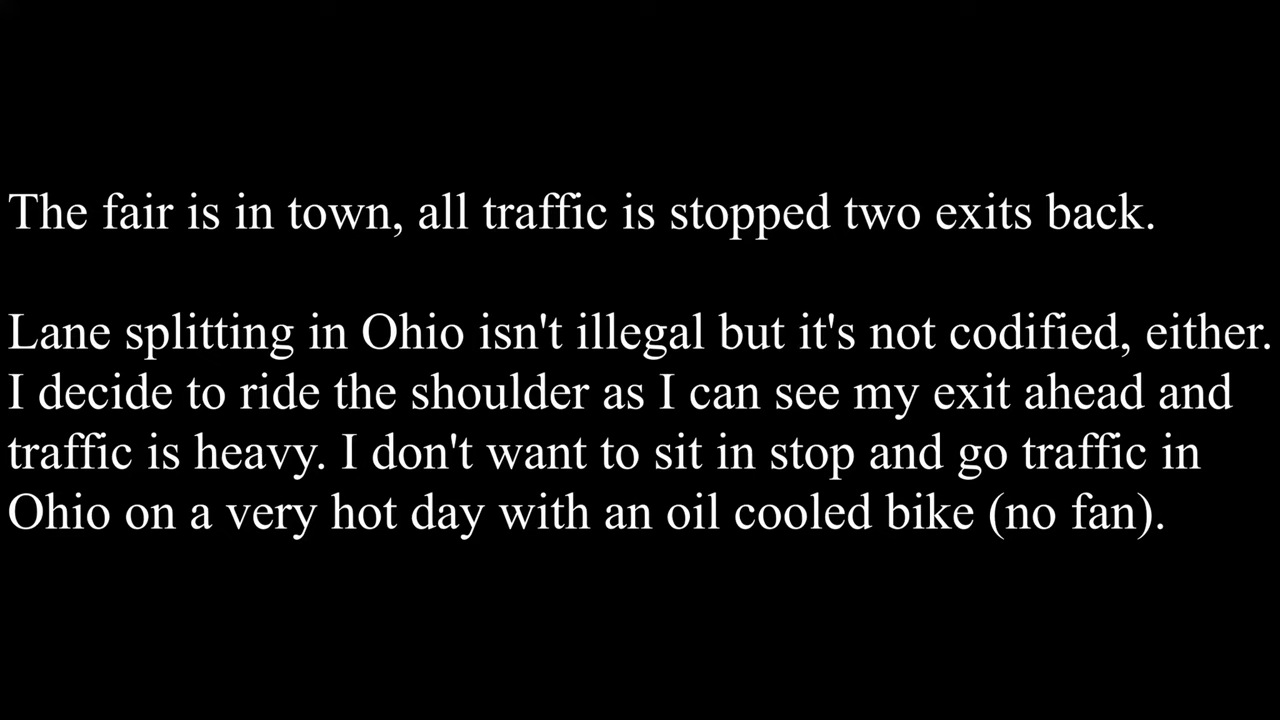 The fair is in town, all traffic is stopped two exits back.
Lane splitting in Ohio isn't illegal but it's not codified, either.
I decide to ride the shoulder as I can see my exit ahead and
traffic is heavy. I don't want to sit in stop and go traffic in
Ohio on a very hot day with an oil cooled bike (no fan).